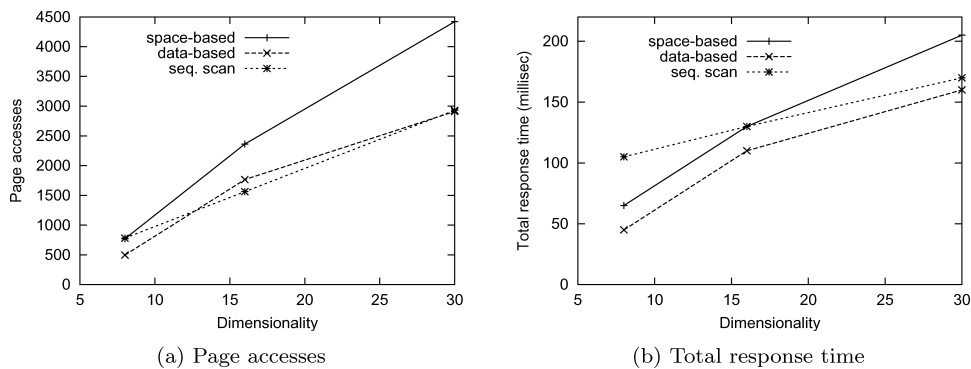 4500
4000
3500
3000
2500
2000
1500
1000
500
0
Page accesses
space-based
data-based
seq. scan
5 10 15 20 25 30
Dimensionality
(a) Page accesses
200
150
100
50
0
Total response time (millisec)
space-based
data-based
seq. scan
5 10 15 20 25 30
Dimensionality
(b) Total response time